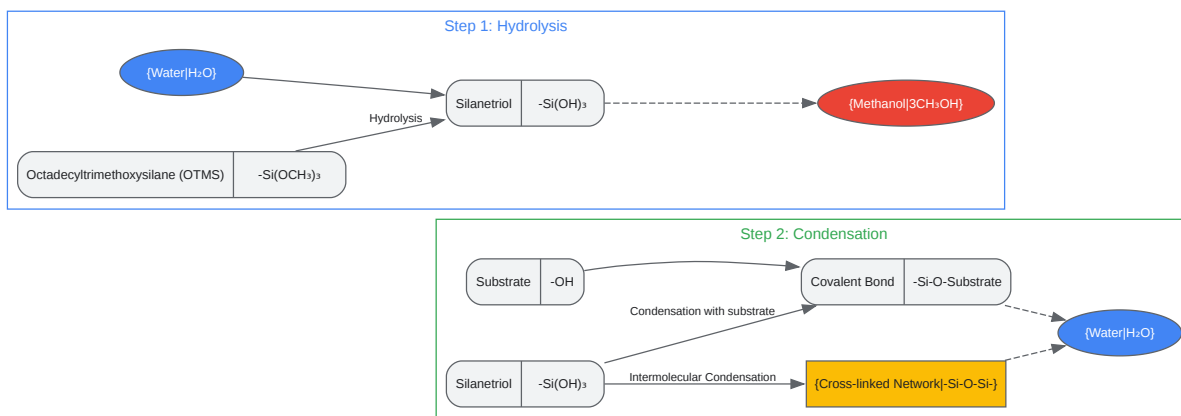 Step 1: Hydrolysis
{Water|H₂O}
Silanetriol
-Si(OH)₃
{Methanol|3CH₃OH}
Hydrolysis
Octadecyltrimethoxysilane (OTMS)
-Si(OCH₃)₃
Step 2: Condensation
Substrate
-OH
Covalent Bond
-Si-O-Substrate
Condensation with substrate
{Water|H₂O}
Silanetriol
-Si(OH)₃
Intermolecular Condensation
{Cross-linked Network|-Si-O-Si-}